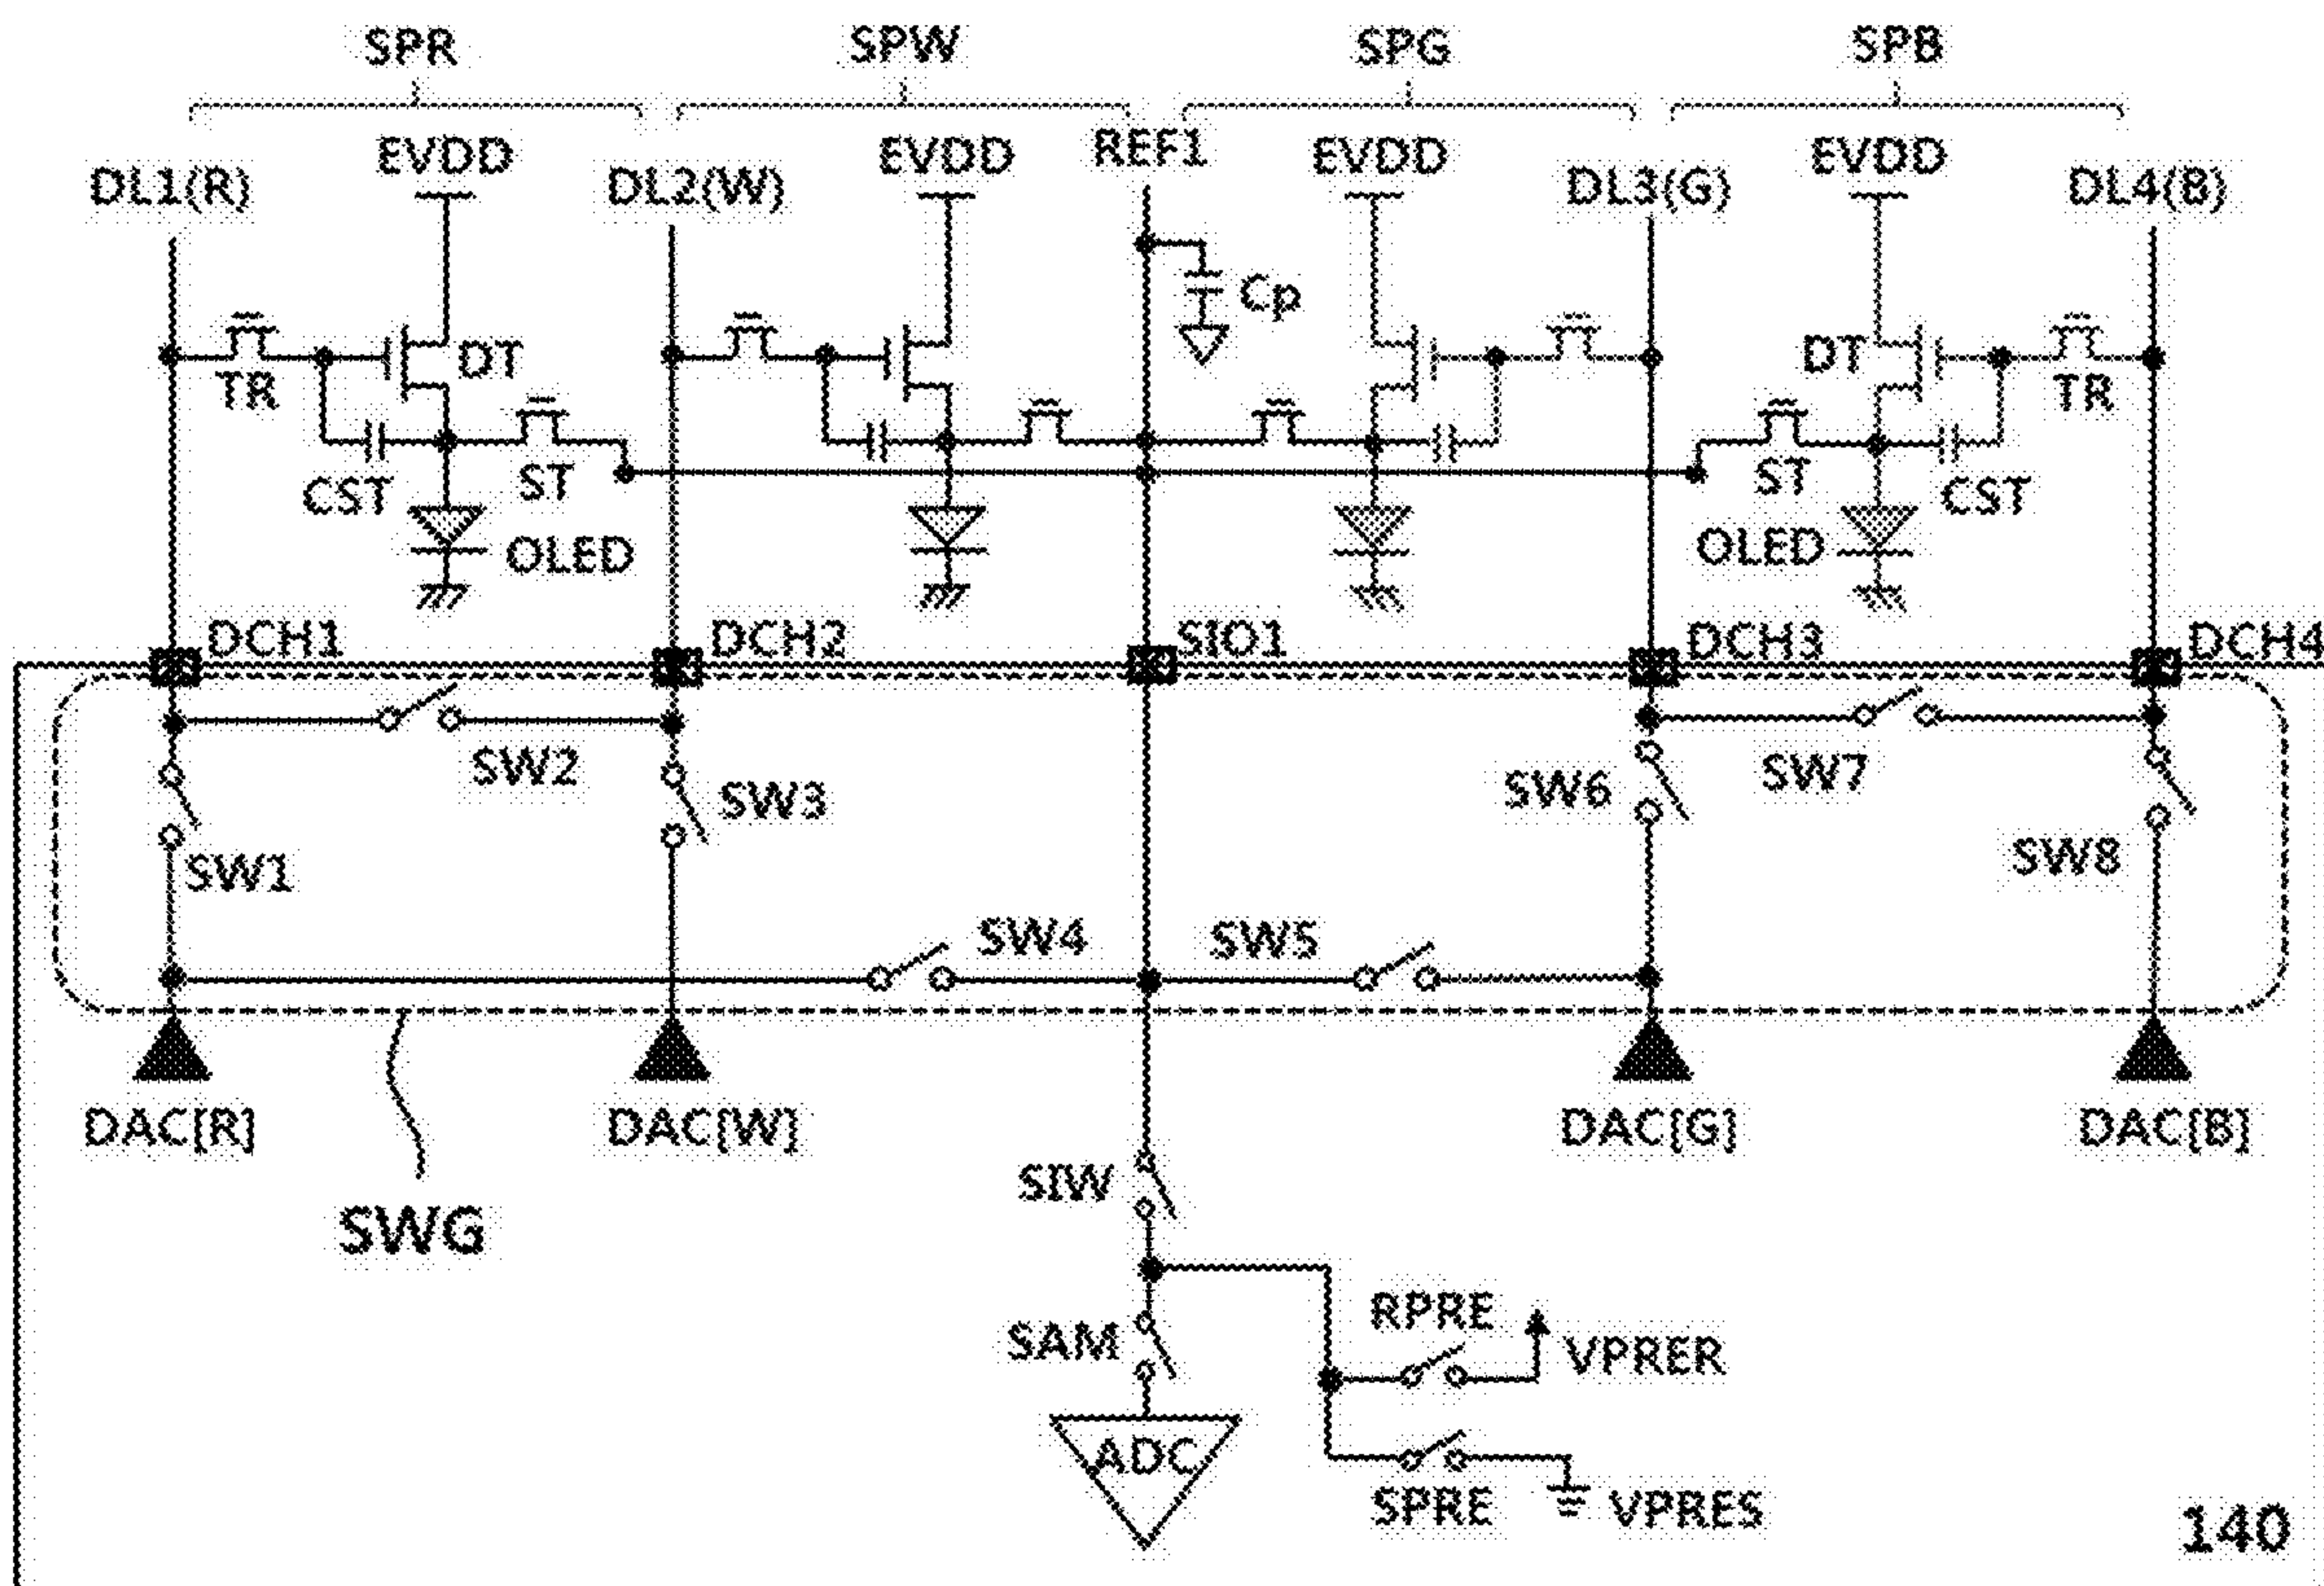 SPR SPW SPG SPB
EVDD EVDD REF1 EVDD EVDD
DL1(R) DL2(W) DL3(G) DL4(B)
Cp
DT DT
TR TR
CST ST ST CST
OLED OLED
DCH1 DCH2 SIO1 DCH3 DCH4
SW2 SW7
SW3 SW6
SW1 SW8
SW4 SW5
DAC[R] DAC[W] DAC[G] DAC[B]
SIW
SWG
RPRE
SAM VPRER
ADC
SPRE VPRES
140